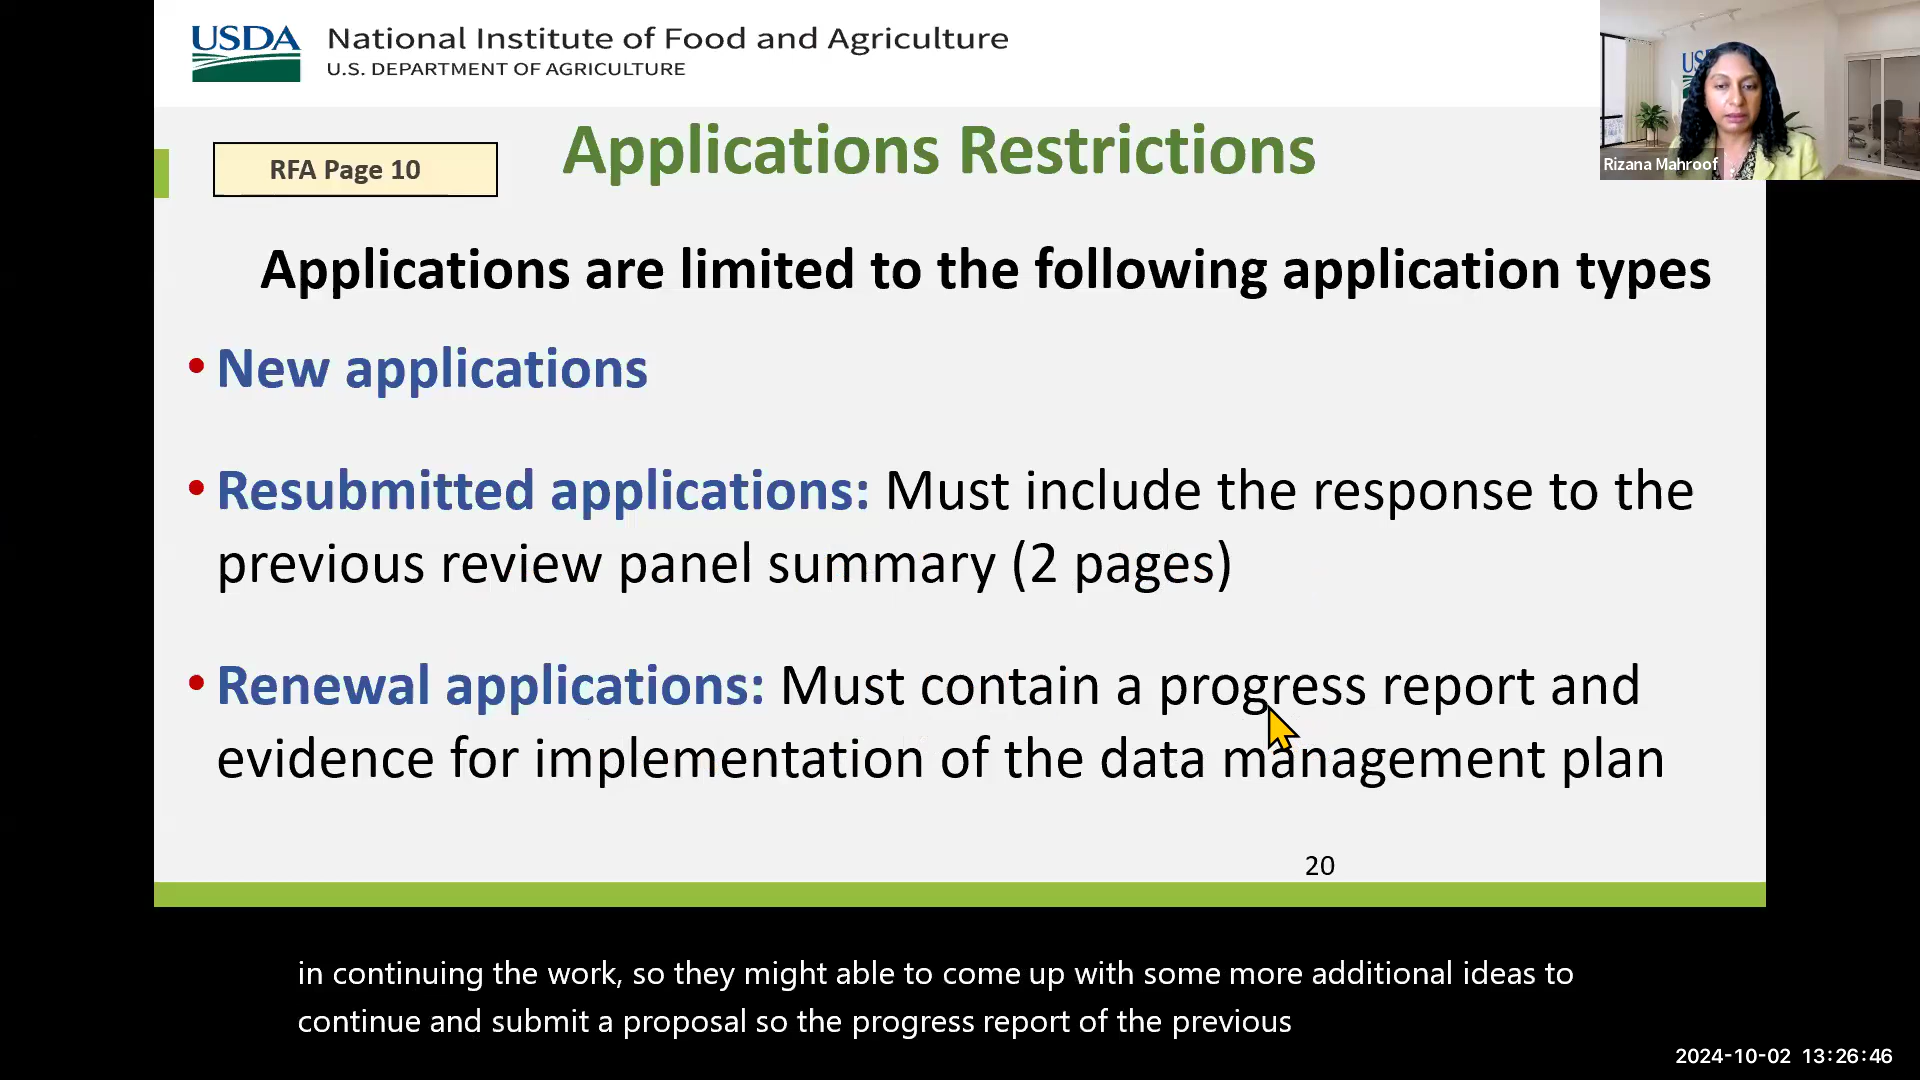 USDA
National Institute of Food and Agriculture
U.S. DEPARTMENT OF AGRICULTURE
Rizana Mahroof
RFA Page 10
Applications Restrictions
Applications are limited to the following application types
• New applications
• Resubmitted applications: Must include the response to the
previous review panel summary (2 pages)
• Renewal applications: Must contain a progress report and
evidence for implementation of the data management plan
20
in continuing the work, so they might able to come up with some more additional ideas to
continue and submit a proposal so the progress report of the previous
2024-10-02 13:26:46